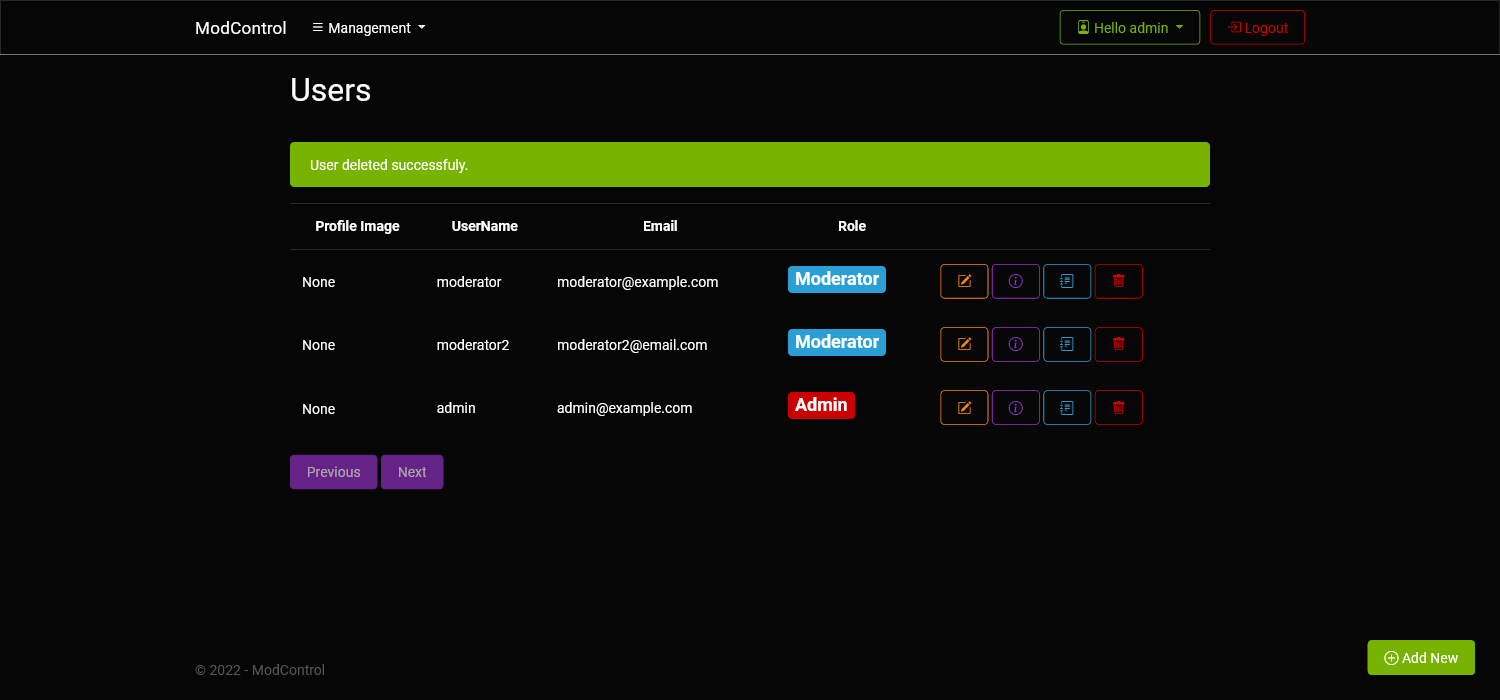 ModControl Management Hello admin Logout
Users
User deleted successfuly.
Profile Image UserName Email Role
None moderator moderator@example.com Moderator
None moderator2 moderator2@email.com Moderator
None admin admin@example.com Admin
Previous Next
© 2022 - ModControl
Add New